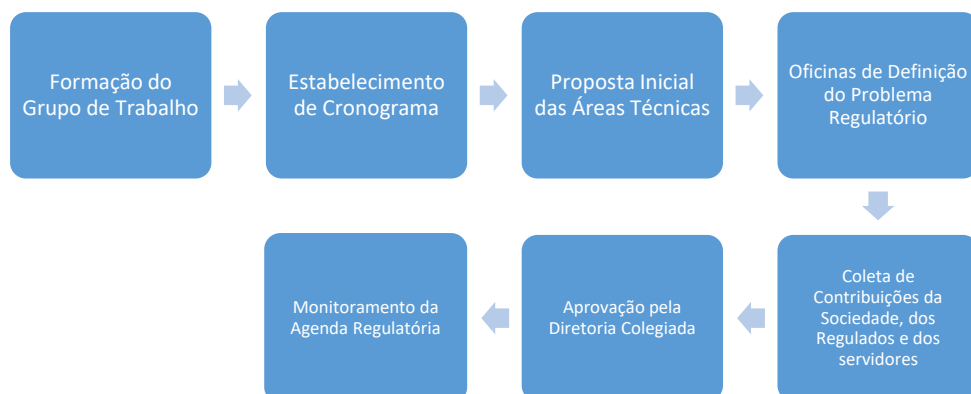 Formação do
Grupo de Trabalho
Estabelecimento
de Cronograma
Proposta Inicial
das Áreas Técnicas
Oficinas de Definição
do Problema
Regulatório
Coleta de
Contribuições da
Sociedade, dos
Regulados e dos
servidores
Aprovação pela
Diretoria Colegiada
Monitoramento da
Agenda Regulatória